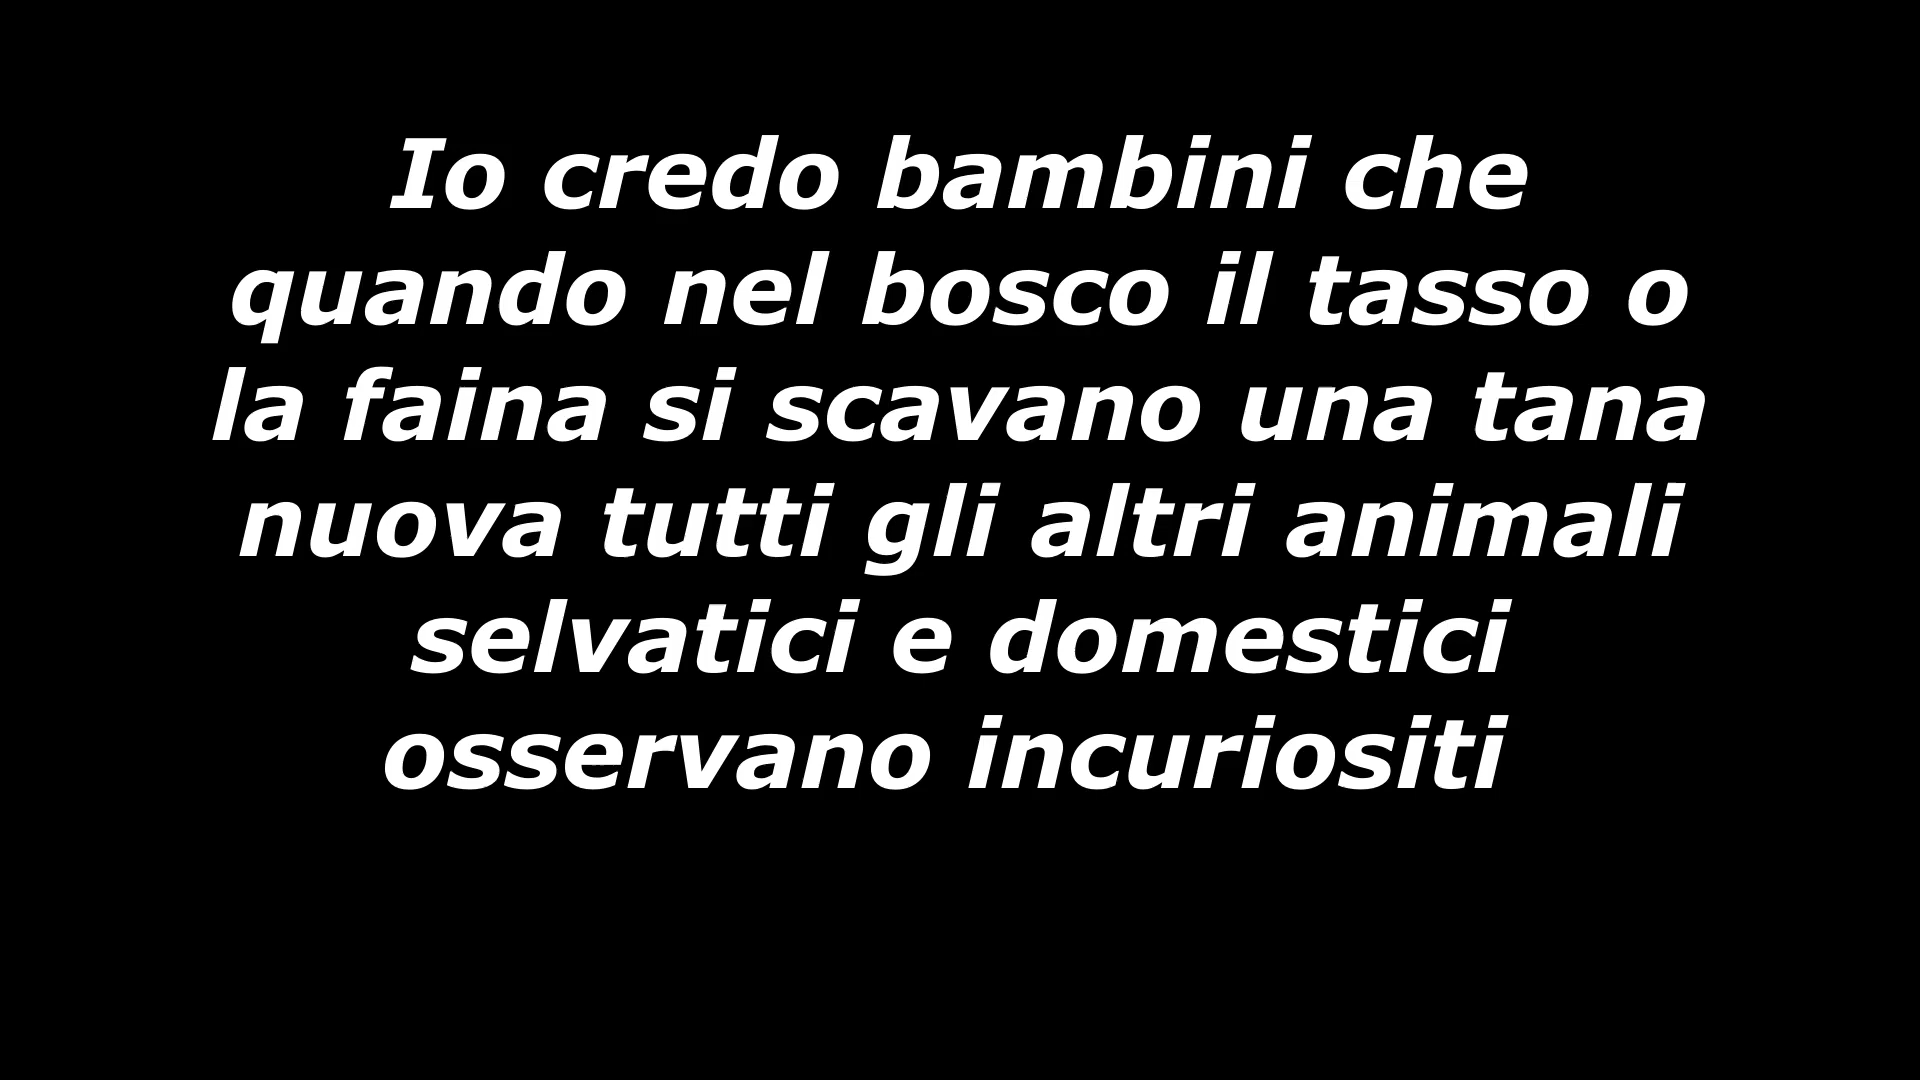 Io credo bambini che
quando nel bosco il tasso o
la faina si scavano una tana
nuova tutti gli altri animali
selvatici e domestici
osservano incuriositi